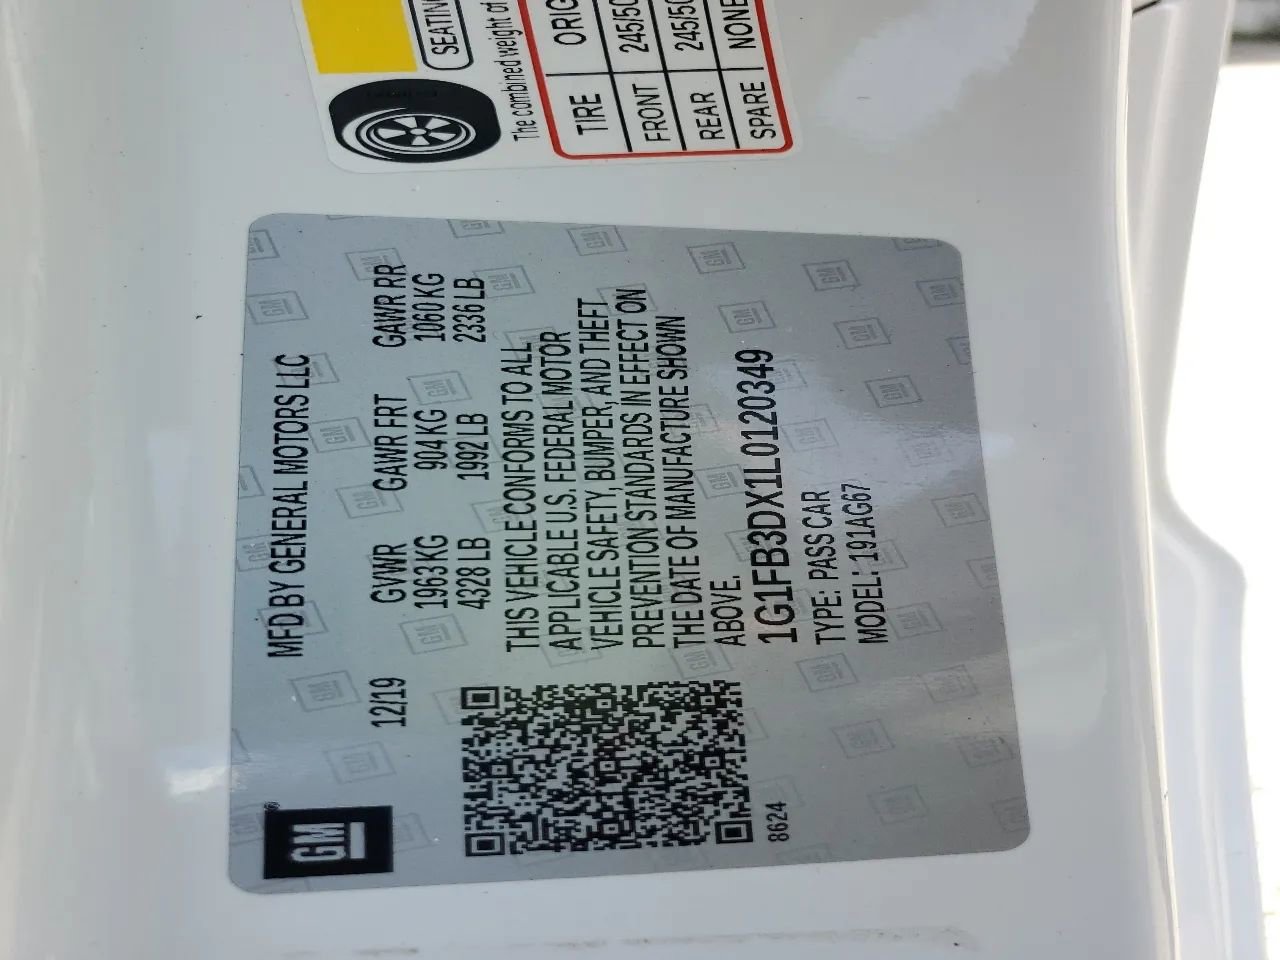 GM
®
MFD BY GENERAL MOTORS LLC
12/19 GVWR GAWR FRT GAWR RR
1963 KG 904 KG 1060 KG
4328 LB 1992 LB 2336 LB
THIS VEHICLE CONFORMS TO ALL
APPLICABLE U.S. FEDERAL MOTOR
VEHICLE SAFETY, BUMPER, AND THEFT
PREVENTION STANDARDS IN EFFECT ON
THE DATE OF MANUFACTURE SHOWN
ABOVE.
1G1FB3DX1L0120349
8624 TYPE: PASS CAR
MODEL: 191AG67
SEATING
The combined weight of
TIRE ORIG
FRONT 245/50
REAR 245/50
SPARE NONE